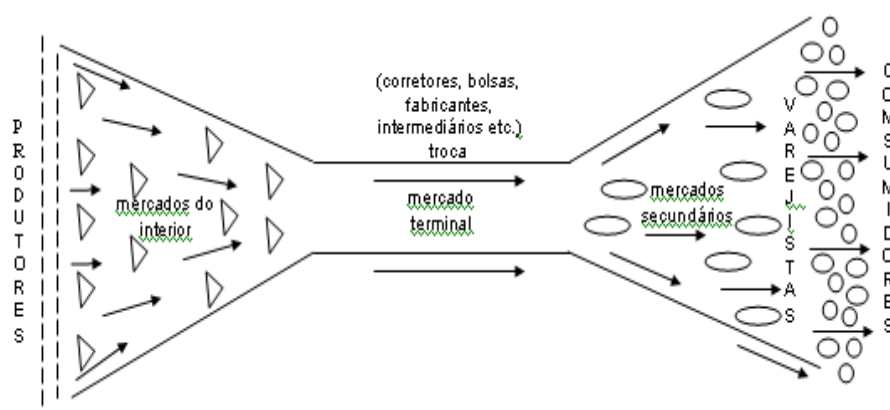 PRODUTORES
mercados do
interior
(corretores, bolsas,
fabricantes,
intermediários etc.)
troca
mercado
terminal
mercados
secundários
VAREJISTAS
CONSUMIDORES